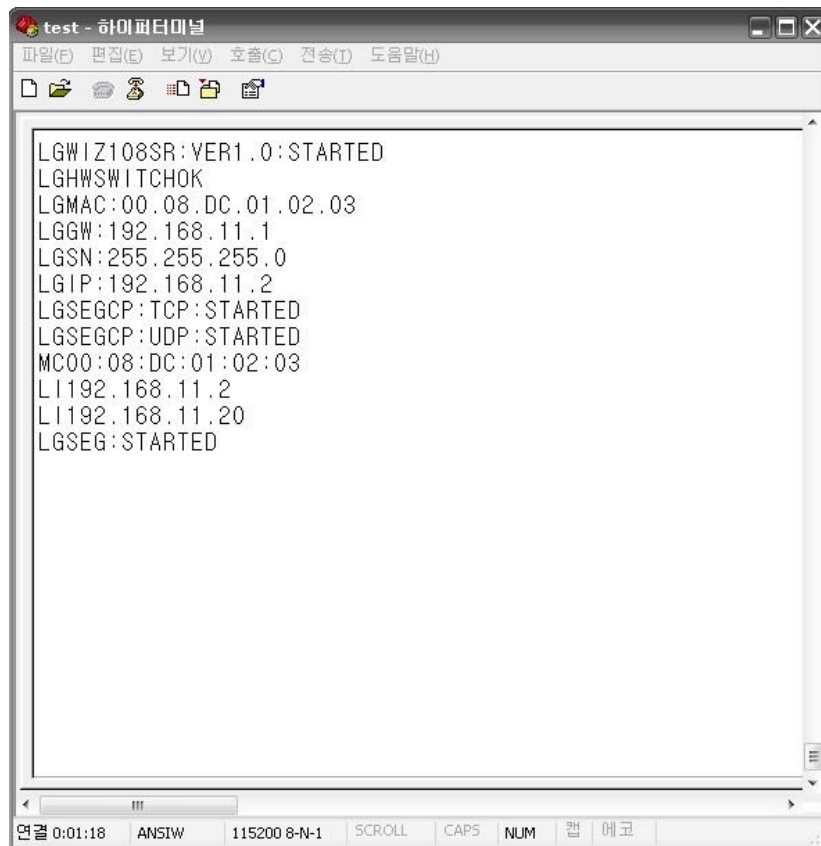 test - 하이퍼터미널
파일(F) 편집(E) 보기(V) 호출(C) 전송(T) 도움말(H)
LGWIZ108SR:VER1.0:STARTED
LGHWSWITCHOK
LGMAC:00.08.DC.01.02.03
LGGW:192.168.11.1
LGSN:255.255.255.0
LGIP:192.168.11.2
LGSEGCP:TCP:STARTED
LGSEGCP:UDP:STARTED
MC00:08:DC:01:02:03
LI192.168.11.2
LI192.168.11.20
LGSEG:STARTED
연결 0:01:18 ANSIW 115200 8-N-1 SCROLL CAPS NUM 캡 에코